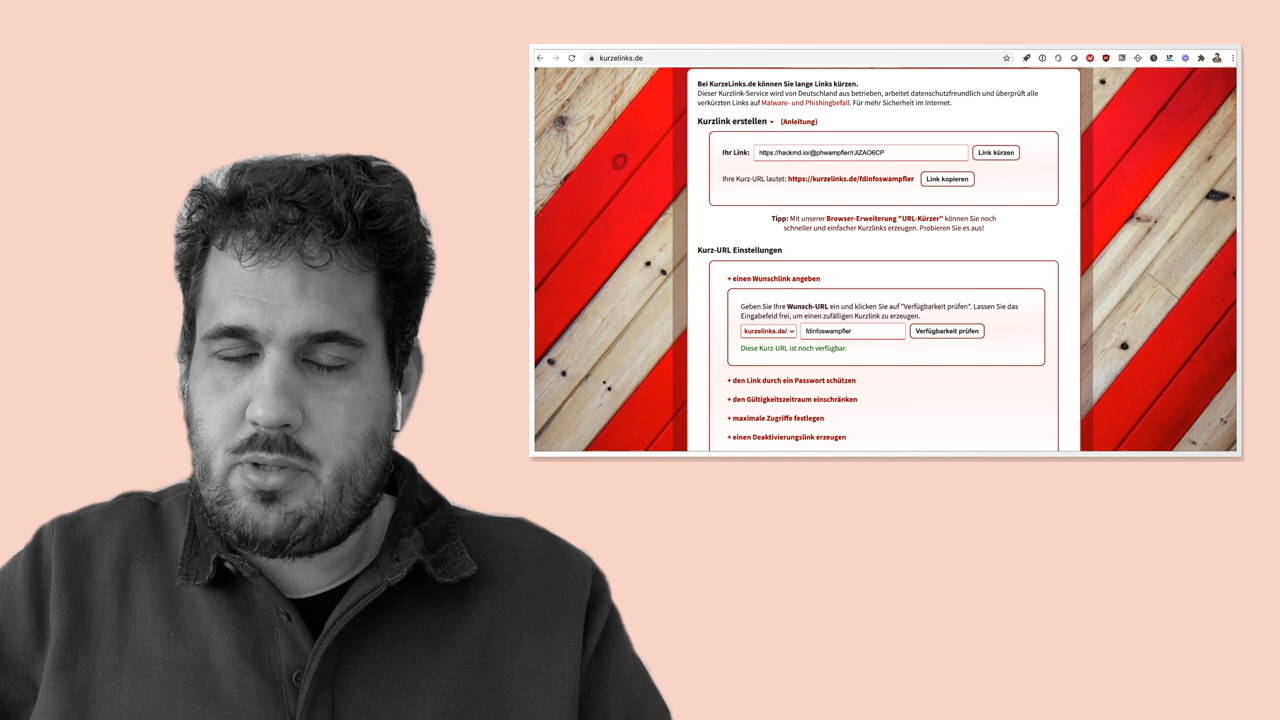 kurzelinks.de
Bei KurzeLinks.de können Sie lange Links kürzen.
Dieser Kurzlink-Service wird von Deutschland aus betrieben, arbeitet datenschutzfreundlich und überprüft alle
verkürzten Links auf Malware- und Phishingbefall. Für mehr Sicherheit im Internet.
Kurzlink erstellen (Anleitung)
Ihr Link: https://hackmd.io/@phwampfler/rJIZAO6CP Link kürzen
Ihre Kurz-URL lautet: https://kurzelinks.de/fdinfoswampfler Link kopieren
Tipp: Mit unserer Browser-Erweiterung "URL-Kürzer" können Sie noch
schneller und einfacher Kurzlinks erzeugen. Probieren Sie es aus!
Kurz-URL Einstellungen
+ einen Wunschlink angeben
Geben Sie Ihre Wunsch-URL ein und klicken Sie auf "Verfügbarkeit prüfen". Lassen Sie das
Eingabefeld frei, um einen zufälligen Kurzlink zu erzeugen.
kurzelinks.de/ fdinfoswampfler Verfügbarkeit prüfen
Diese Kurz-URL ist noch verfügbar.
+ den Link durch ein Passwort schützen
+ den Gültigkeitszeitraum einschränken
+ maximale Zugriffe festlegen
+ einen Deaktivierungslink erzeugen